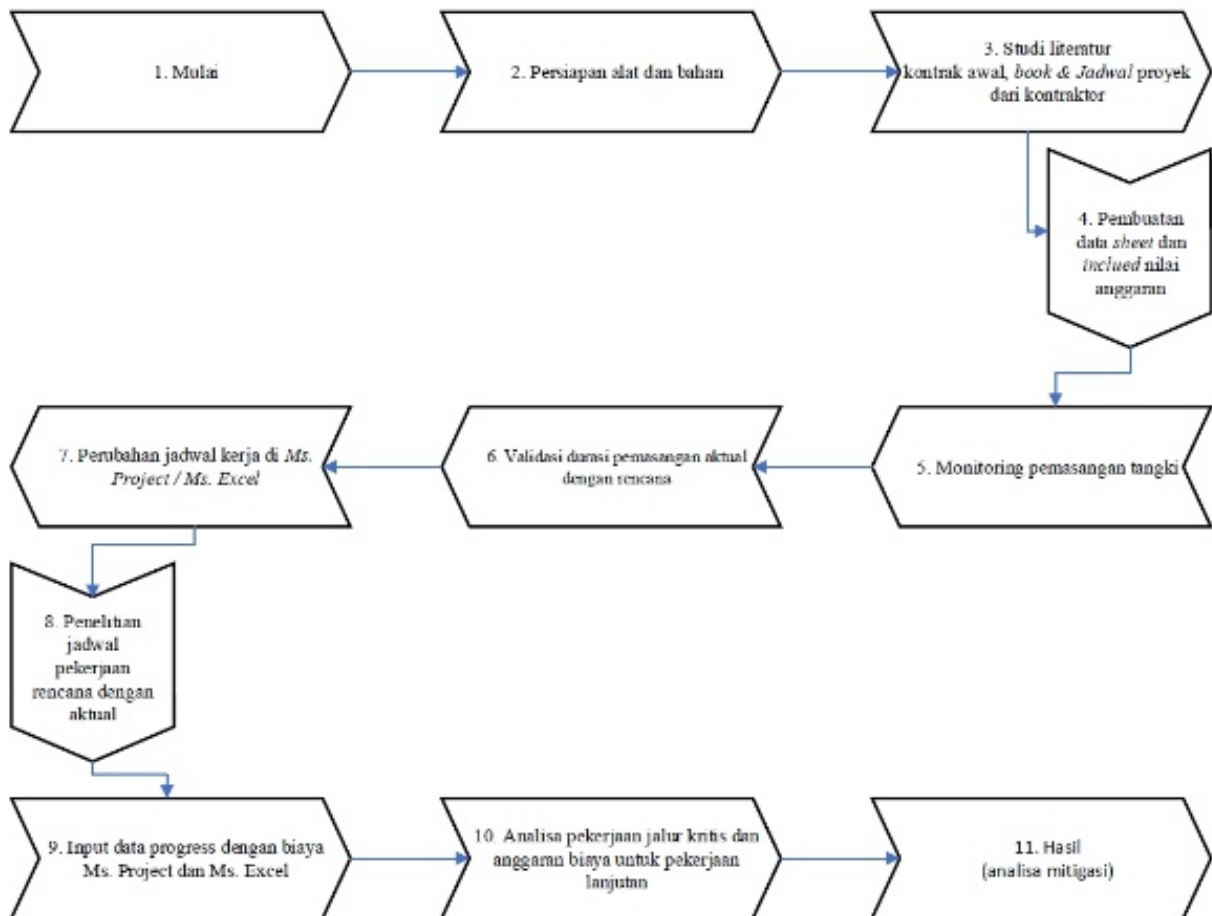 1. Mulai
2. Persiapan alat dan bahan
3. Studi literatur
kontrak awal, book & Jadwal proyek
dari kontraktor
4. Pembuatan
data sheet dan
inclued nilai
anggaran
5. Monitoring pemasangan tangki
6. Validasi durasi pemasangan aktual
dengan rencana
7. Perubahan jadwal kerja di Ms.
Project / Ms. Excel
8. Penelitian
jadwal
pekerjaan
rencana dengan
aktual
9. Input data progress dengan biaya
Ms. Project dan Ms. Excel
10. Analisa pekerjaan jalur kritis dan
anggaran biaya untuk pekerjaan
lanjutan
11. Hasil
(analisa mitigasi)